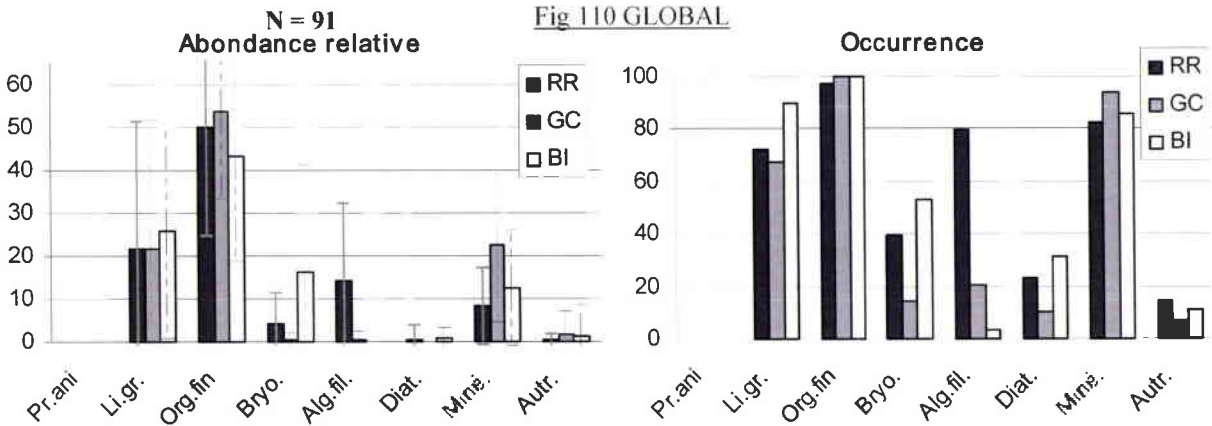 Fig 110 GLOBAL
N = 91
Abondance relative
60
50
40
30
20
10
0
RR
GC
BI
Pr.ani
Li.gr.
Org.fin
Bryo.
Alg.fil.
Diat.
Miné.
Autr.
Occurrence
100
80
60
40
20
0
RR
GC
BI
Pr.ani
Li.gr.
Org.fin
Bryo.
Alg.fil.
Diat.
Miné.
Autr.